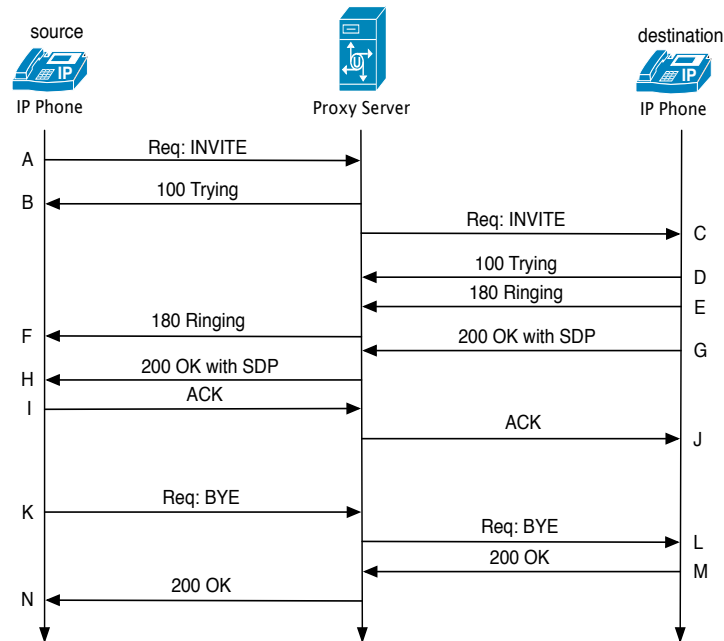 source
destination
IP
IP
IP Phone
Proxy Server
IP Phone
A
Req: INVITE
B
100 Trying
Req: INVITE
C
100 Trying
D
180 Ringing
E
F
180 Ringing
200 OK with SDP
G
H
200 OK with SDP
I
ACK
ACK
J
K
Req: BYE
Req: BYE
L
200 OK
M
N
200 OK